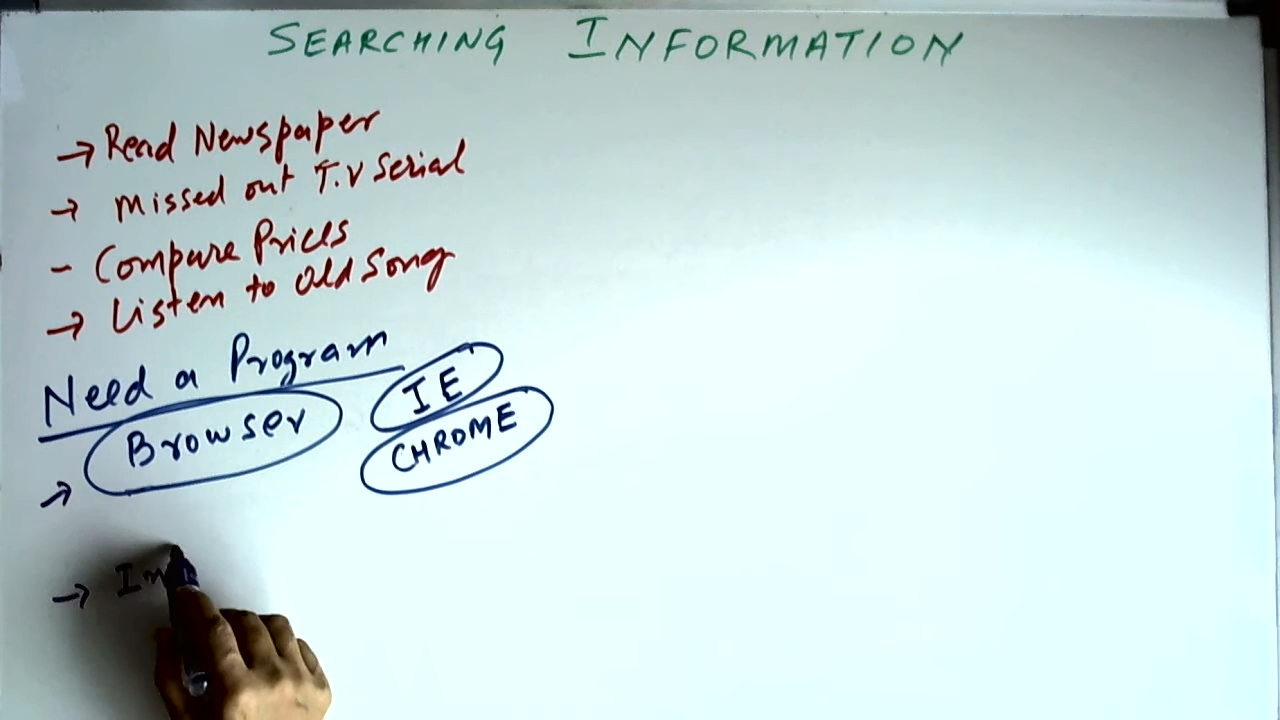 SEARCHING INFORMATION
→ Read Newspaper
→ Missed out T.V Serial
- Compare Prices
→ Listen to Old Song
Need a Program
→ Browser IE
CHROME
→